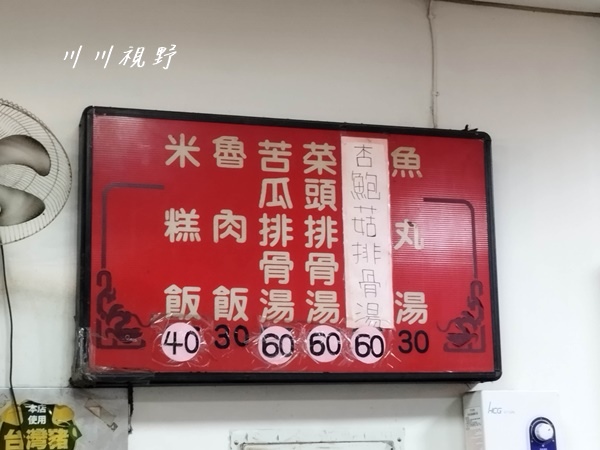 川川視野
米糕飯
40
魯肉飯
30
苦瓜排骨湯
60
菜頭排骨湯
60
杏鮑菇排骨湯
60
魚丸湯
30
本店
使用
台灣豬
HCG